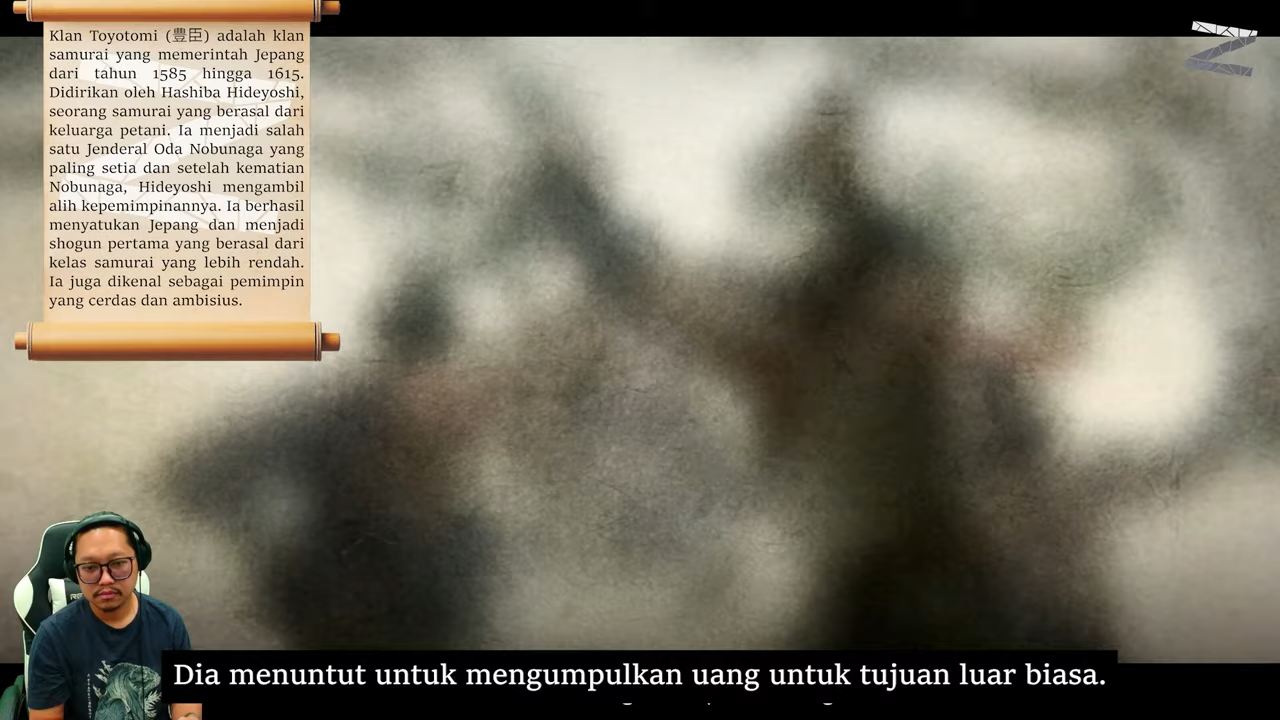 Klan Toyotomi (豊臣) adalah klan
samurai yang memerintah Jepang
dari tahun 1585 hingga 1615.
Didirikan oleh Hashiba Hideyoshi,
seorang samurai yang berasal dari
keluarga petani. Ia menjadi salah
satu Jenderal Oda Nobunaga yang
paling setia dan setelah kematian
Nobunaga, Hideyoshi mengambil
alih kepemimpinannya. Ia berhasil
menyatukan Jepang dan menjadi
shogun pertama yang berasal dari
kelas samurai yang lebih rendah.
Ia juga dikenal sebagai pemimpin
yang cerdas dan ambisius.
Dia menuntut untuk mengumpulkan uang untuk tujuan luar biasa.